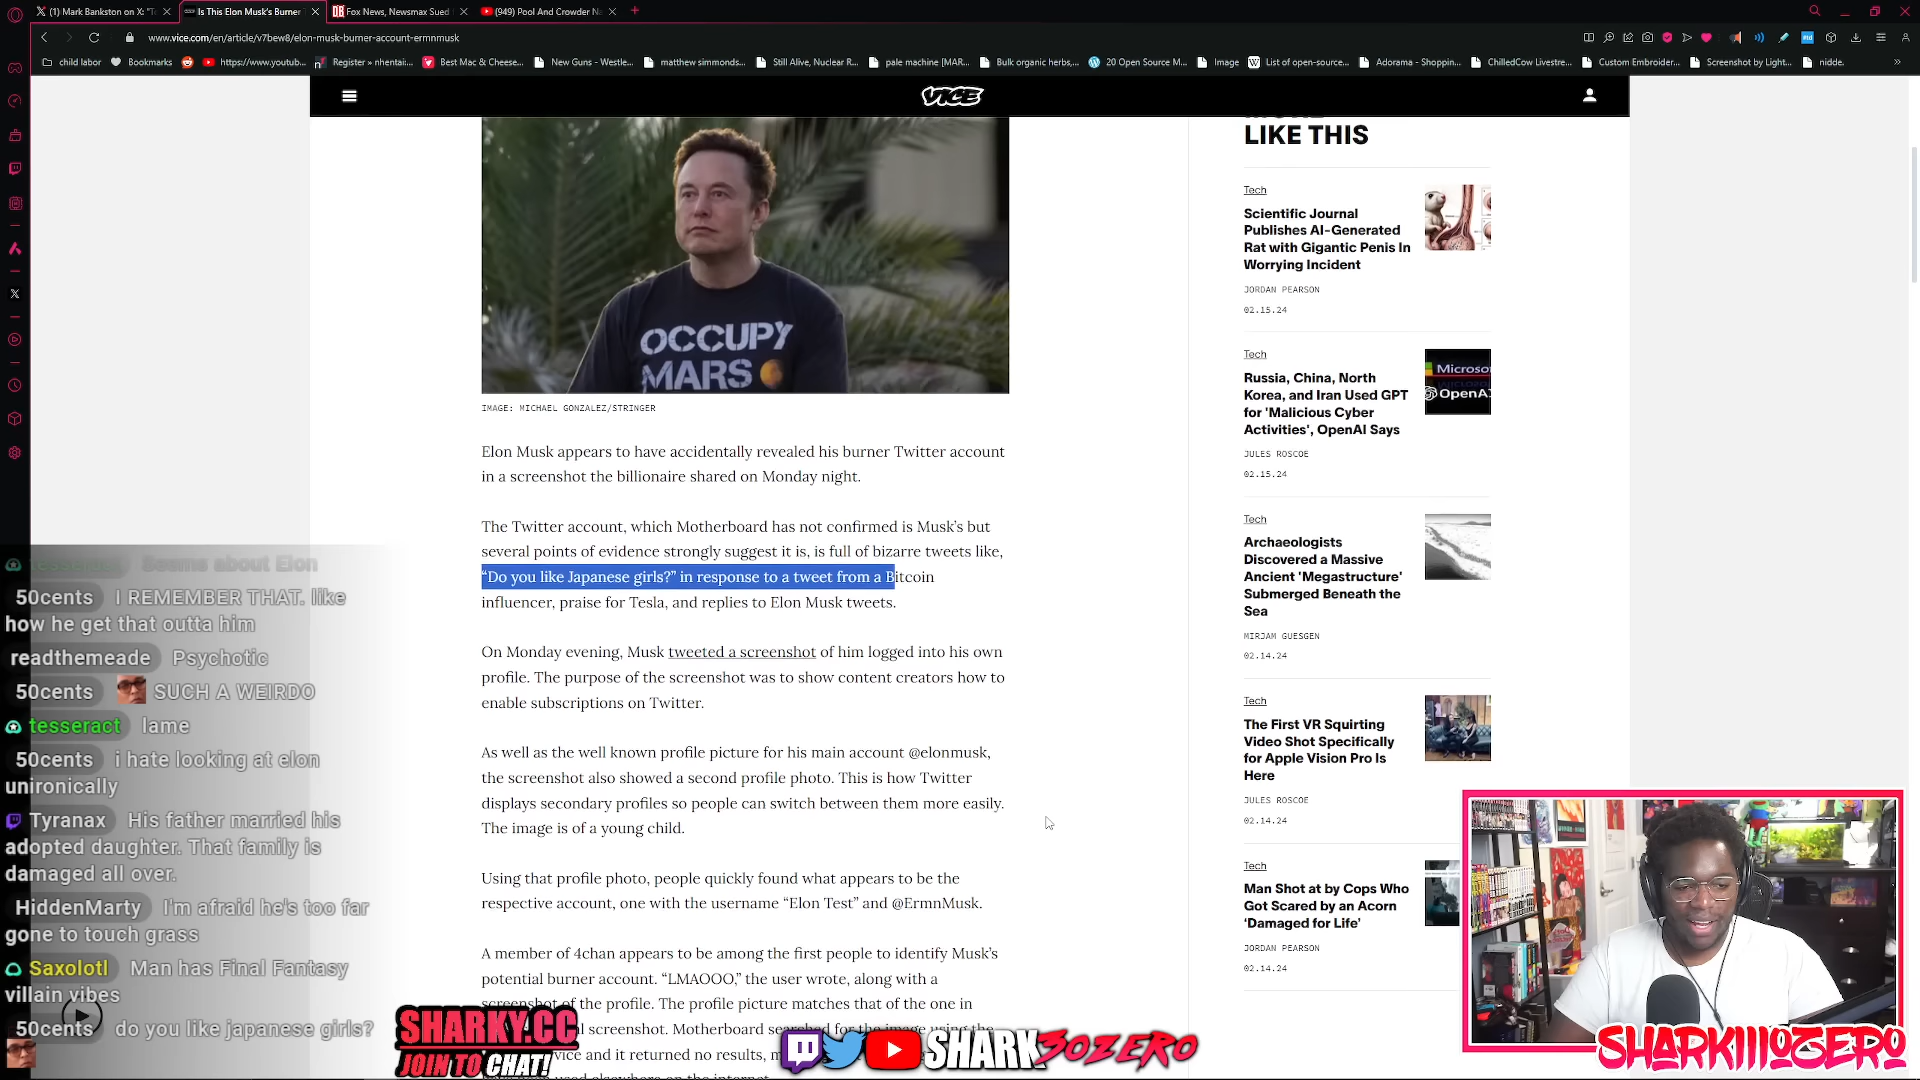 (1) Mark Bankston on X: "Te
Is This Elon Musk's Burner
Fox News, Newsmax Sued
(949) Pool And Crowder Na
www.vice.com/en/article/v7bew8/elon-musk-burner-account-ermnmusk
child labor
Bookmarks
https://www.youtub...
Register » nhentai...
Best Mac & Cheese...
New Guns - Westle...
matthew simmonds...
Still Alive, Nuclear R...
pale machine [MAR...
Bulk organic herbs,...
20 Open Source M...
Image
List of open-source...
Adorama - Shoppin...
ChilledCow Livestre...
Custom Embroider...
Screenshot by Light...
nidde.
VICE
OCCUPY
MARS
IMAGE: MICHAEL GONZALEZ/STRINGER
Elon Musk appears to have accidentally revealed his burner Twitter account
in a screenshot the billionaire shared on Monday night.
The Twitter account, which Motherboard has not confirmed is Musk's but
several points of evidence strongly suggest it is, is full of bizarre tweets like,
"Do you like Japanese girls?" in response to a tweet from a Bitcoin
influencer, praise for Tesla, and replies to Elon Musk tweets.
On Monday evening, Musk tweeted a screenshot of him logged into his own
profile. The purpose of the screenshot was to show content creators how to
enable subscriptions on Twitter.
As well as the well known profile picture for his main account @elonmusk,
the screenshot also showed a second profile photo. This is how Twitter
displays secondary profiles so people can switch between them more easily.
The image is of a young child.
Using that profile photo, people quickly found what appears to be the
respective account, one with the username "Elon Test" and @ErmnMusk.
A member of 4chan appears to be among the first people to identify Musk's
potential burner account. "LMAOOO," the user wrote, along with a
screenshot of the profile. The profile picture matches that of the one in
screenshot. Motherboard searched for the image using the
vice and it returned no results,
used elsewhere on the internet.
LIKE THIS
Tech
Scientific Journal
Publishes AI-Generated
Rat with Gigantic Penis In
Worrying Incident
JORDAN PEARSON
02.15.24
Tech
Russia, China, North
Korea, and Iran Used GPT
for 'Malicious Cyber
Activities', OpenAI Says
JULES ROSCOE
02.15.24
Microso
OpenA
Tech
Archaeologists
Discovered a Massive
Ancient 'Megastructure'
Submerged Beneath the
Sea
MIRJAM GUESGEN
02.14.24
Tech
The First VR Squirting
Video Shot Specifically
for Apple Vision Pro Is
Here
JULES ROSCOE
02.14.24
Tech
Man Shot at by Cops Who
Got Scared by an Acorn
'Damaged for Life'
JORDAN PEARSON
02.14.24
tesseract Seems about Elon
50cents I REMEMBER THAT. like
how he get that outta him
readthemeade Psychotic
50cents SUCH A WEIRDO
tesseract lame
50cents i hate looking at elon
unironically
Tyranax His father married his
adopted daughter. That family is
damaged all over.
HiddenMarty I'm afraid he's too far
gone to touch grass
Saxolotl Man has Final Fantasy
villain vibes
50cents do you like japanese girls?
SHARKY.CC
JOIN TO CHAT!
SHARK3OZERO
SHARK3OZERO